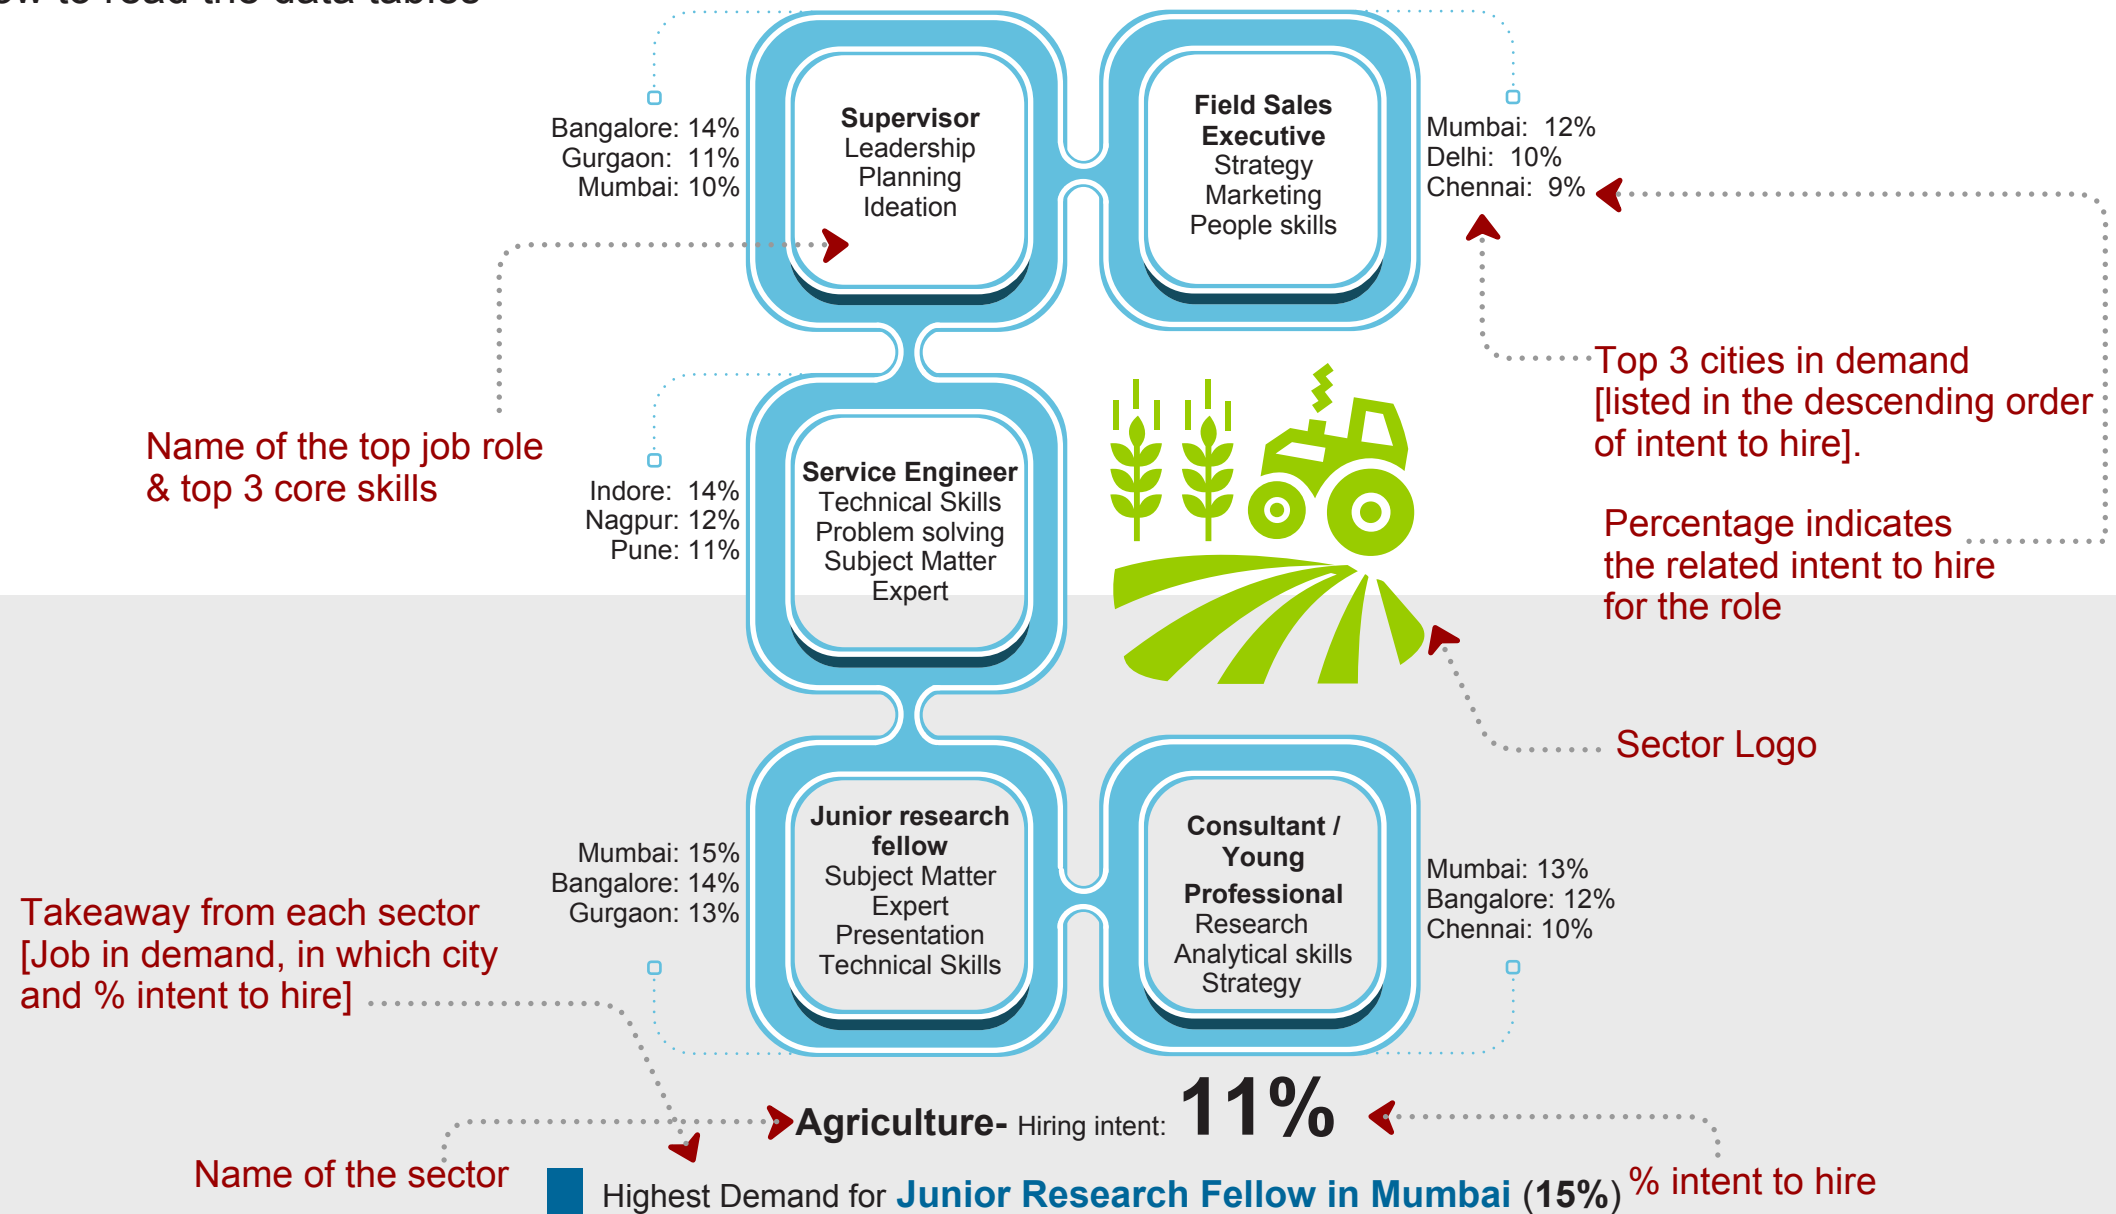 to read the data tables
Bangalore: 14%
Gurgaon: 11%
Mumbai: 10%
Supervisor
Leadership
Planning
Ideation
Field Sales
Executive
Strategy
Marketing
People skills
Mumbai: 12%
Delhi: 10%
Chennai: 9%
Name of the top job role
& top 3 core skills
Top 3 cities in demand
[listed in the descending order
of intent to hire].
Indore: 14%
Nagpur: 12%
Pune: 11%
Service Engineer
Technical Skills
Problem solving
Subject Matter
Expert
Percentage indicates
the related intent to hire
for the role
Sector Logo
Mumbai: 15%
Bangalore: 14%
Gurgaon: 13%
Junior research
fellow
Subject Matter
Expert
Presentation
Technical Skills
Consultant /
Young
Professional
Research
Analytical skills
Strategy
Mumbai: 13%
Bangalore: 12%
Chennai: 10%
Takeaway from each sector
[Job in demand, in which city
and % intent to hire]
Agriculture- Hiring intent: 11%
Name of the sector
Highest Demand for Junior Research Fellow in Mumbai (15%)
% intent to hire